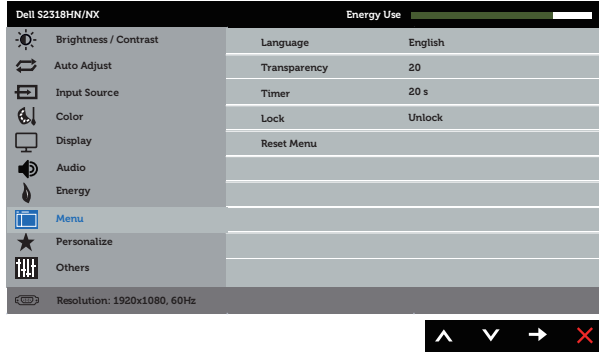 Dell S2318HN/NX Energy Use
Brightness / Contrast
Auto Adjust
Input Source
Color
Display
Audio
Energy
Menu
Personalize
Others
Language English
Transparency 20
Timer 20 s
Lock Unlock
Reset Menu
Resolution: 1920x1080, 60Hz